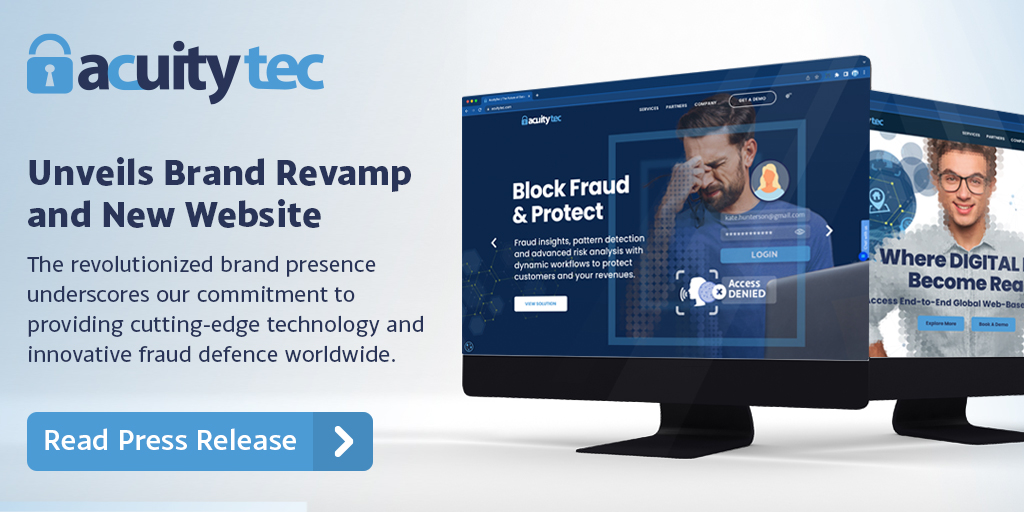 acuitytec
Unveils Brand Revamp
and New Website
The revolutionized brand presence
underscores our commitment to
providing cutting-edge technology and
innovative fraud defence worldwide.
Read Press Release
acuitytec
SERVICES PARTNERS COMPANY GET A DEMO
Block Fraud
& Protect
Fraud insights, pattern detection
and advanced risk analysis with
dynamic workflows to protect
customers and your revenues.
VIEW SOLUTION
kate.hunterson@gmail.com
************
LOGIN
Access
DENIED
tec
SERVICES PARTNERS COMPA
Where DIGITAL
Become Rea
Access End-to-End Global Web-Base
Explore More Book A Demo